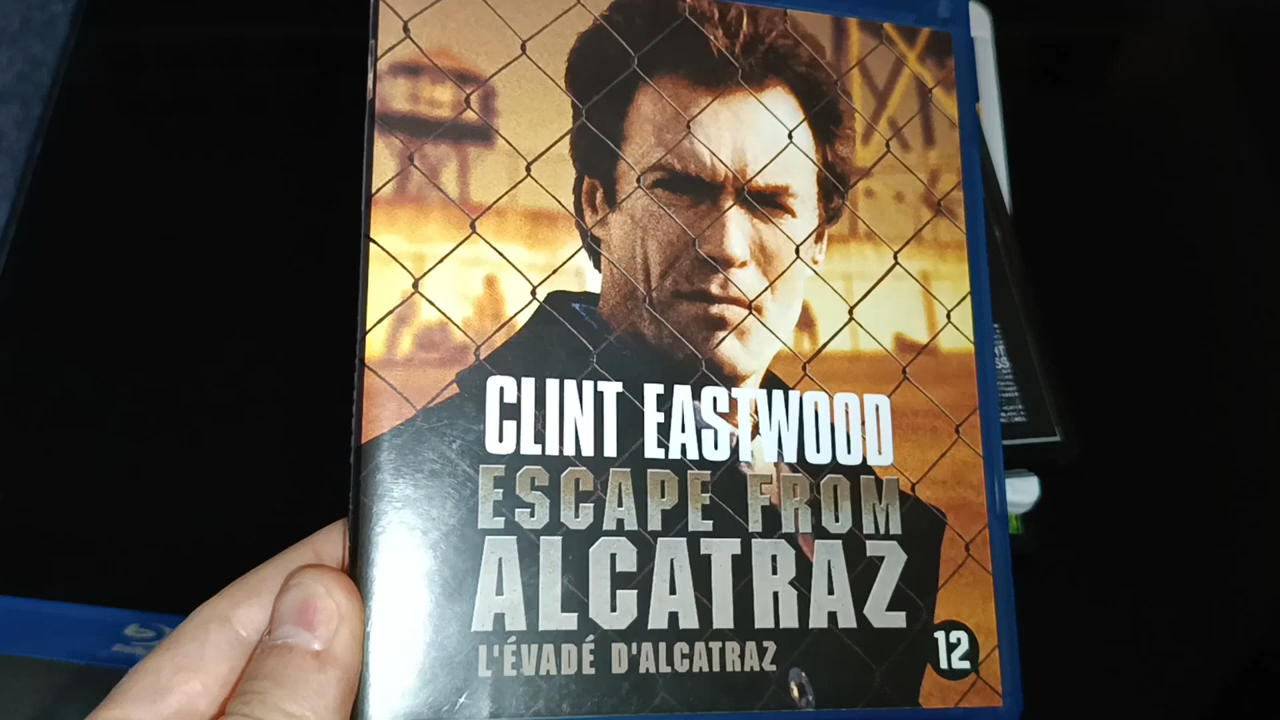 CLINT EASTWOOD
ESCAPE FROM
ALCATRAZ
L'ÉVADÉ D'ALCATRAZ
12